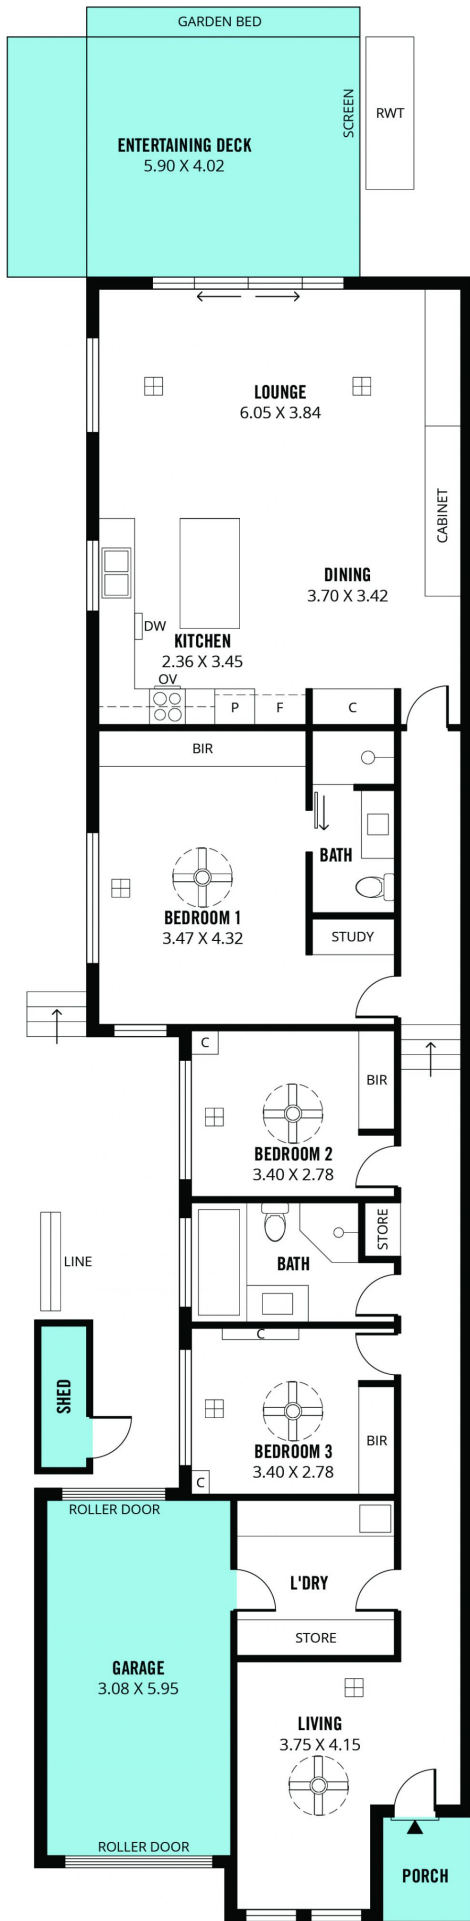 GARDEN BED
SCREEN
RWT
ENTERTAINING DECK
5.90 X 4.02
LOUNGE
6.05 X 3.84
CABINET
DINING
3.70 X 3.42
DW
KITCHEN
2.36 X 3.45
OV
P
F
C
BIR
BATH
BEDROOM 1
3.47 X 4.32
STUDY
C
BIR
BEDROOM 2
3.40 X 2.78
STORE
BATH
LINE
C
SHED
BEDROOM 3
3.40 X 2.78
BIR
C
ROLLER DOOR
L'DRY
STORE
GARAGE
3.08 X 5.95
LIVING
3.75 X 4.15
ROLLER DOOR
PORCH